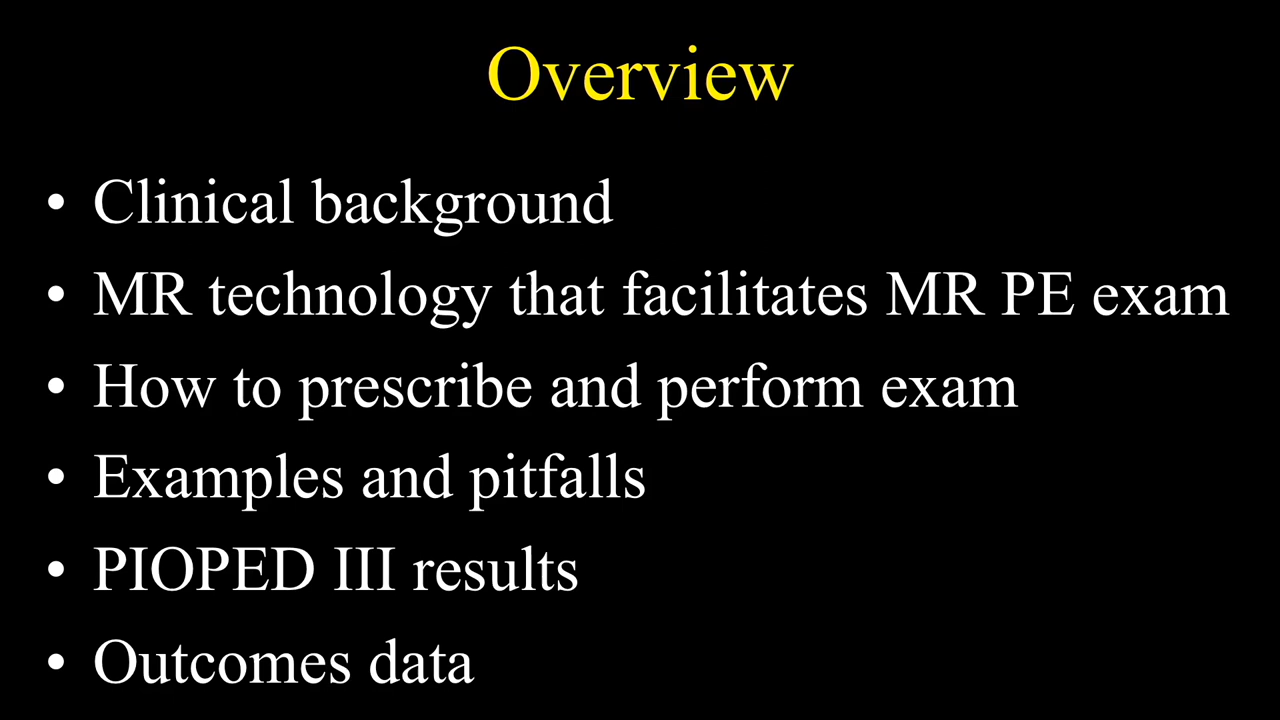 Overview
• Clinical background
• MR technology that facilitates MR PE exam
• How to prescribe and perform exam
• Examples and pitfalls
• PIOPED III results
• Outcomes data